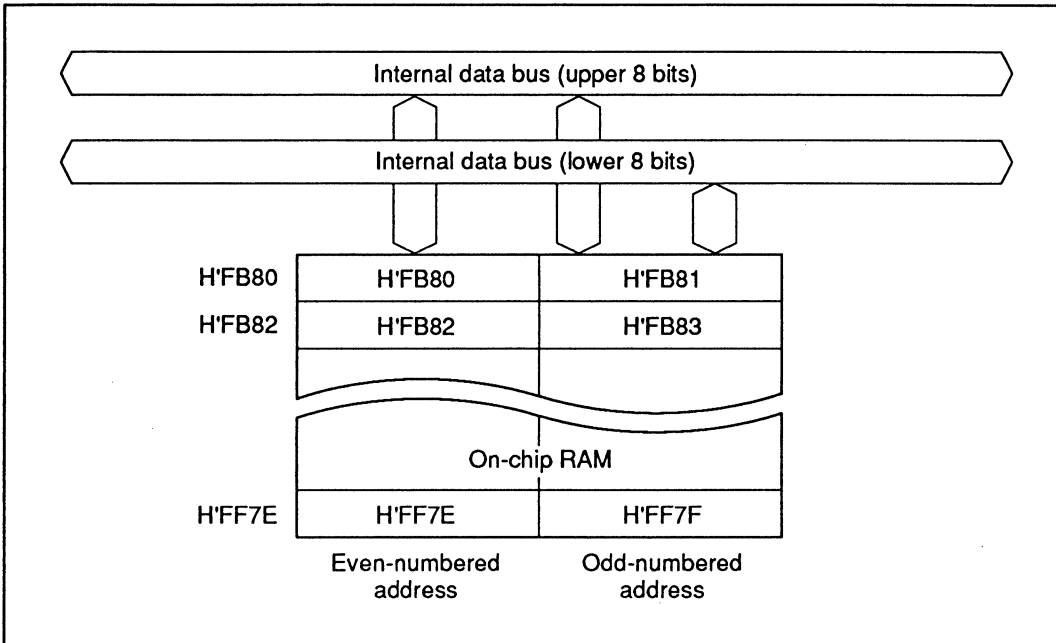 Internal data bus (upper 8 bits)
Internal data bus (lower 8 bits)
H'FB80 H'FB80 H'FB81
H'FB82 H'FB82 H'FB83
On-chip RAM
H'FF7E H'FF7E H'FF7F
Even-numbered Odd-numbered
address address